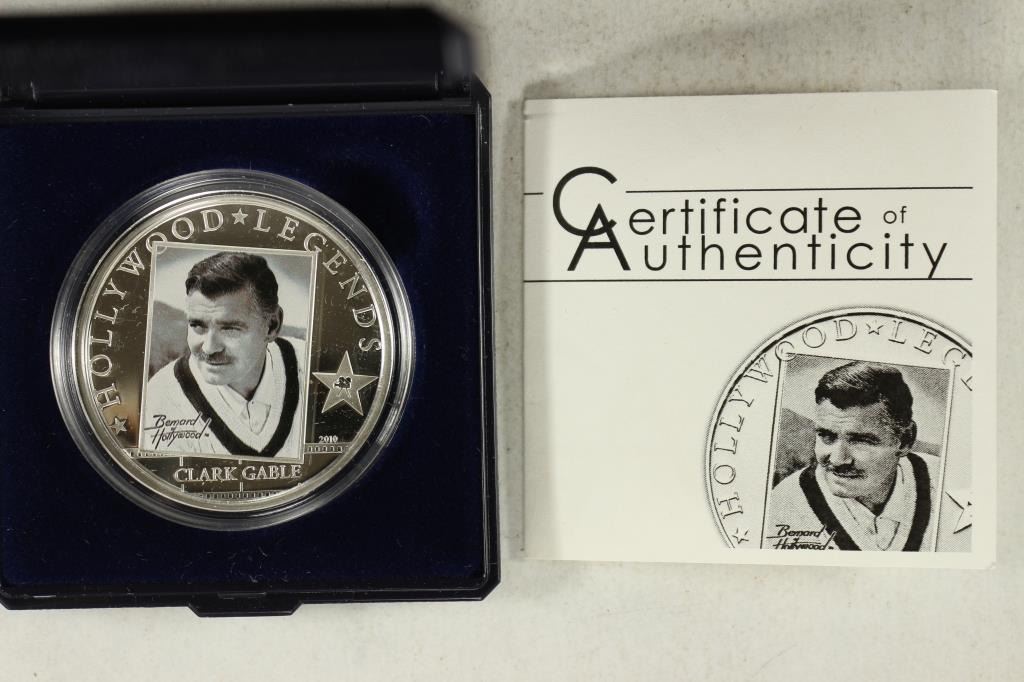 HOLLYWOOD★LEGENDS
Bernard
of
Hollywood
2010
CLARK GABLE
Certificate of
Authenticity
HOLLYWOOD★LEG
Bernard
of
Hollywood